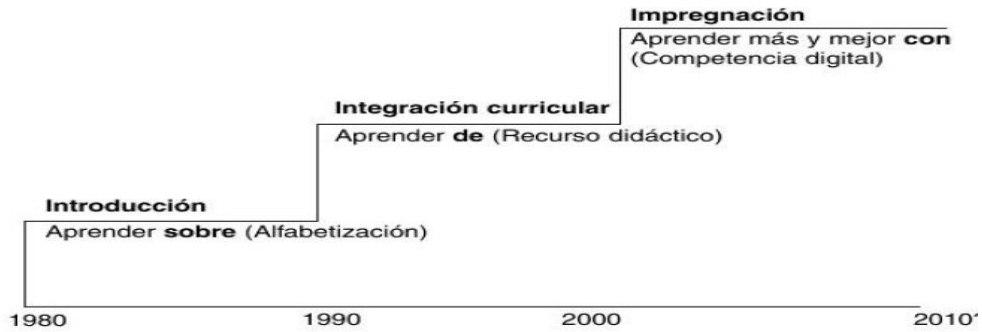 Impregnación
Aprender más y mejor con
(Competencia digital)
Integración curricular
Aprender de (Recurso didáctico)
Introducción
Aprender sobre (Alfabetización)
1980 1990 2000 2010